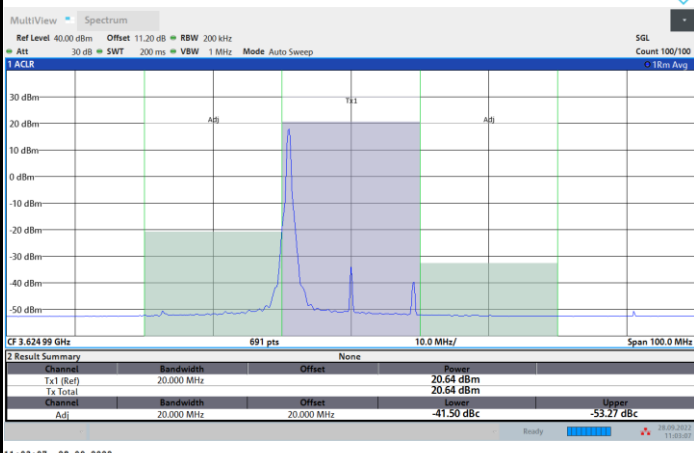 MultiView Spectrum
Ref Level 40.00 dBm Offset 11.20 dB RBW 200 kHz SGL
Att 30 dB SWT 200 ms VBW 1 MHz Mode Auto Sweep Count 100/100
1 ACLR 1Rm Avg
30 dBm
Tx1
20 dBm Adj Adj
10 dBm
0 dBm
-10 dBm
-20 dBm
-30 dBm
-40 dBm
-50 dBm
CF 3.624 99 GHz 691 pts 10.0 MHz/ Span 100.0 MHz
2 Result Summary None
Channel Bandwidth Offset Power
Tx1 (Ref) 20.000 MHz 20.64 dBm
Tx Total 20.64 dBm
Channel Bandwidth Offset Lower Upper
Adj 20.000 MHz 20.000 MHz -41.50 dBc -53.27 dBc
Ready 28.09.2022
11:03:07